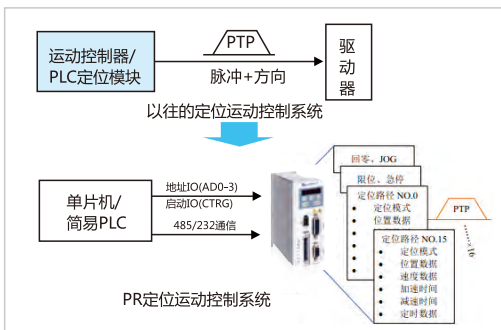 运动控制器/
PLC定位模块
PTP
脉冲+方向
驱
动
器
以往的定位运动控制系统
单片机/
简易PLC
地址IO(AD0-3)
启动IO(CTRG)
485/232通信
回零、JOG
限位、急停
定位路径 NO.0
• 定位模式
• 位置数据
定位路径 NO.15
• 定位模式
• 位置数据
• 速度数据
• 加速时间
• 减速时间
• 定时数据
PTP
......×16
PR定位运动控制系统